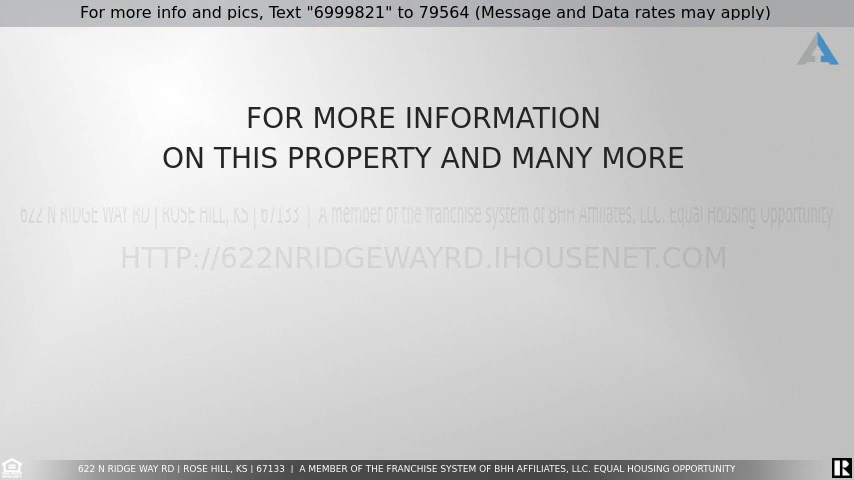 For more info and pics, Text "6999821" to 79564 (Message and Data rates may apply)
FOR MORE INFORMATION
ON THIS PROPERTY AND MANY MORE
622 N RIDGE WAY RD | ROSE HILL, KS | 67133 | A member of the franchise system of BHH Affiliates, LLC. Equal Housing Opportunity
HTTP://622NRIDGEWAYRD.IHOUSENET.COM
622 N RIDGE WAY RD | ROSE HILL, KS | 67133 | A MEMBER OF THE FRANCHISE SYSTEM OF BHH AFFILIATES, LLC. EQUAL HOUSING OPPORTUNITY